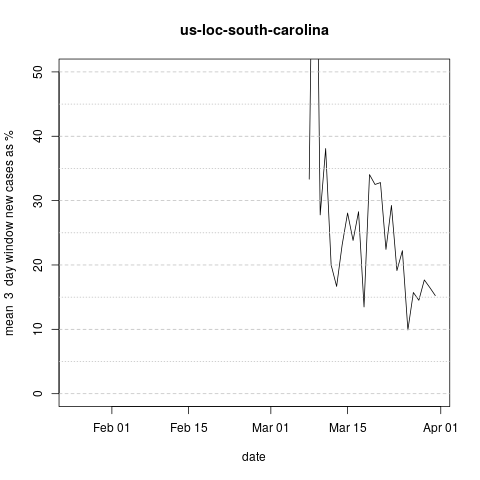 us-loc-south-carolina
mean 3 day window new cases as %
50
40
30
20
10
0
Feb 01 Feb 15 Mar 01 Mar 15 Apr 01
date